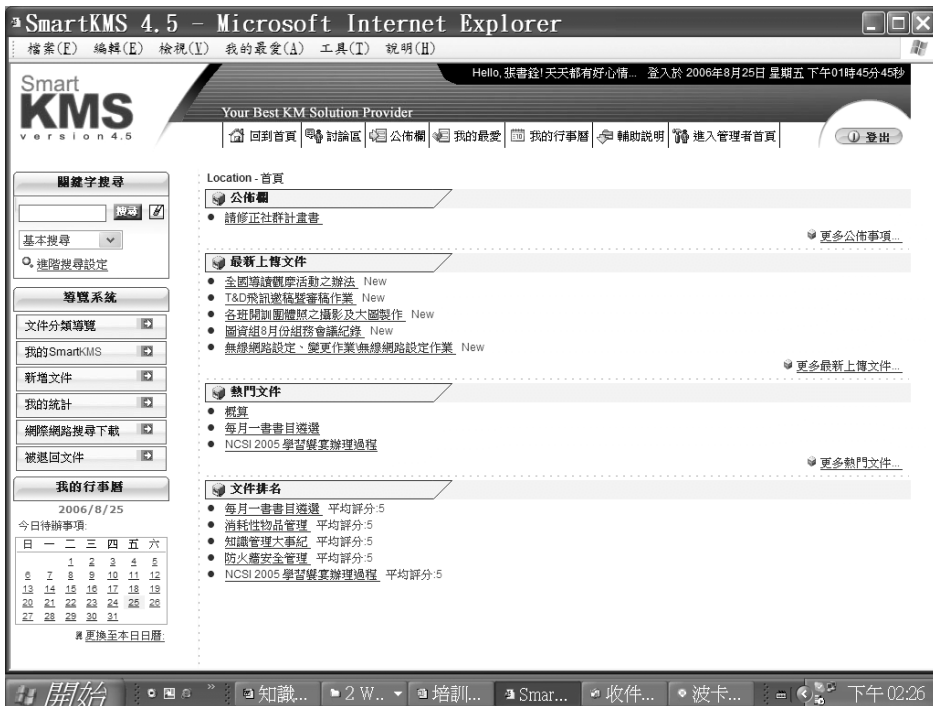 SmartKMS 4.5 - Microsoft Internet Explorer
檔案(F) 編輯(E) 檢視(V) 我的最愛(A) 工具(T) 說明(H)
Hello, 張書銓! 天天都有好心情... 登入於 2006年8月25日 星期五 下午01時45分45秒
Smart
KMS
version 4.5
Your Best KM Solution Provider
回到首頁 討論區 公佈欄 我的最愛 我的行事曆 輔助說明 進入管理者首頁 登出
關鍵字搜尋
搜尋
基本搜尋
進階搜尋設定
導覽系統
文件分類導覽
我的SmartKMS
新增文件
我的統計
網際網路搜尋下載
被退回文件
我的行事曆
2006/8/25
今日待辦事項:
日 一 二 三 四 五 六
1 2 3 4 5
6 7 8 9 10 11 12
13 14 15 16 17 18 19
20 21 22 23 24 25 26
27 28 29 30 31
更換至本日日曆
Location - 首頁
公佈欄
請修正社群計畫書
更多公佈事項...
最新上傳文件
全國導讀觀摩活動之辦法 New
T&D飛訊邀稿暨審稿作業 New
各班開訓團體照之攝影及大圖製作 New
圖資組8月份組務會議紀錄 New
無線網路設定、變更作業\無線網路設定作業 New
更多最新上傳文件...
熱門文件
概算
每月一書書目遴選
NCSI 2005 學習饗宴辦理過程
更多熱門文件...
文件排名
每月一書書目遴選 平均評分:5
消耗性物品管理 平均評分:5
知識管理大事紀 平均評分:5
防火牆安全管理 平均評分:5
NCSI 2005 學習饗宴辦理過程 平均評分:5
開始 » 知識... 2 W... 培訓... Smar... 收件... 波卡... 下午 02:26